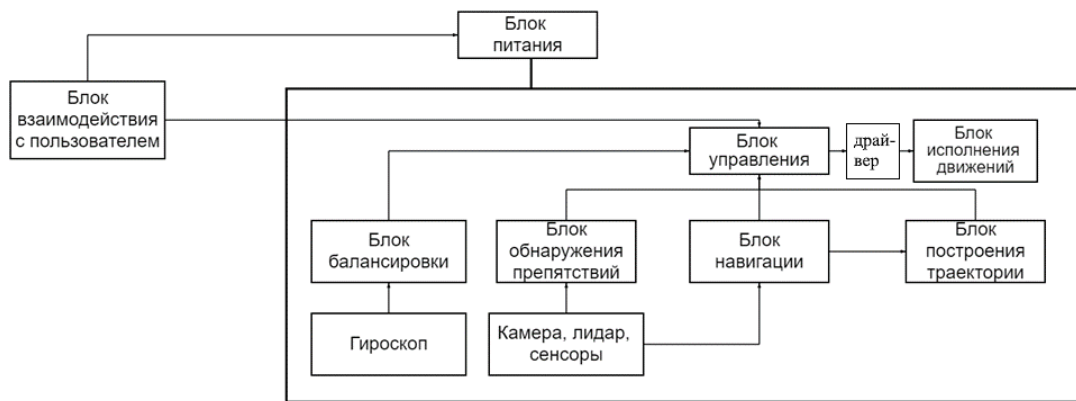 Блок
питания
Блок
взаимодействия
с пользователем
Блок
управления
драй-
вер
Блок
исполнения
движений
Блок
балансировки
Блок
обнаружения
препятствий
Блок
навигации
Блок
построения
траектории
Гироскоп
Камера, лидар,
сенсоры